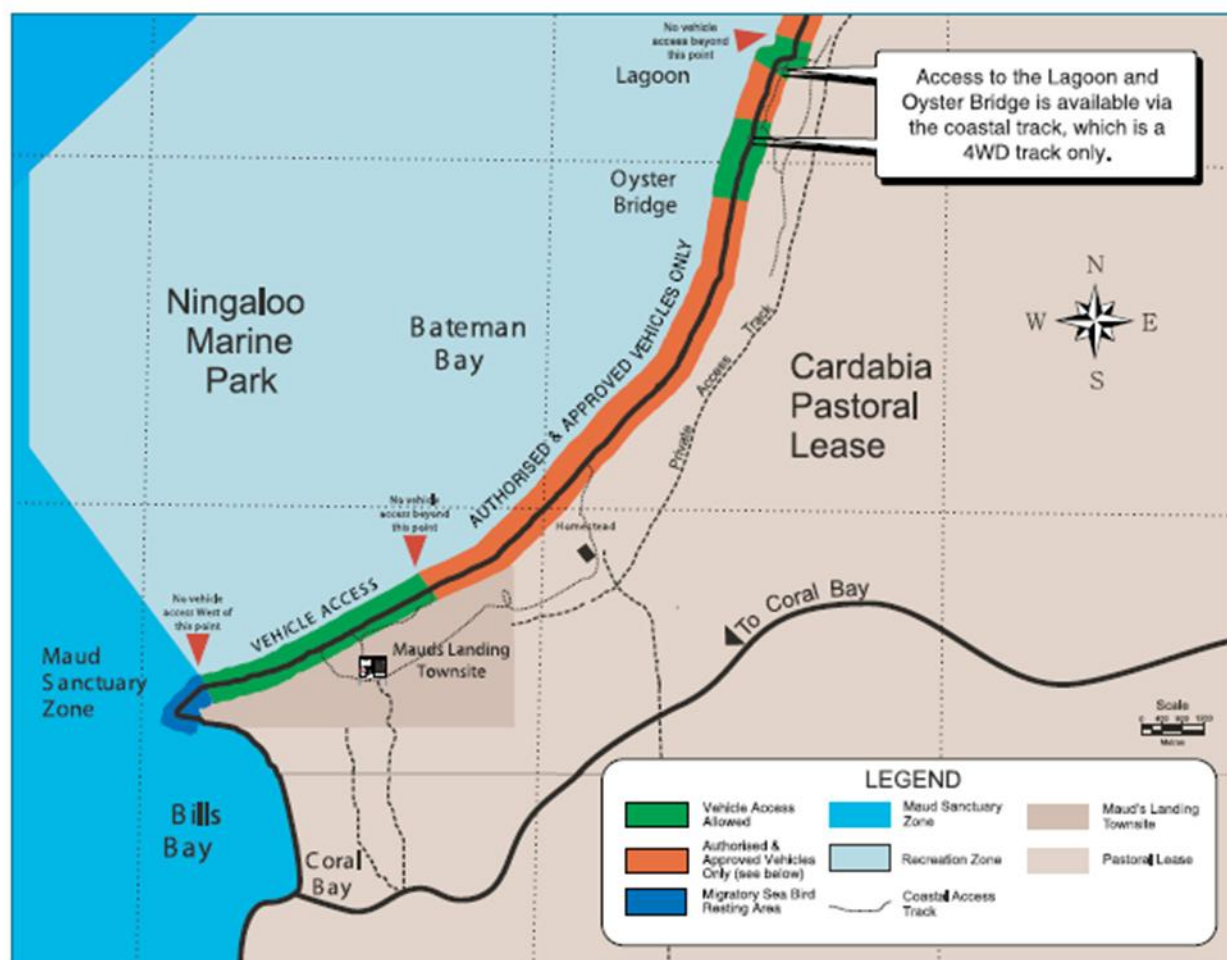 No vehicle
access beyond
this point
Lagoon
Access to the Lagoon and
Oyster Bridge is available via
the coastal track, which is a
4WD track only.
Oyster
Bridge
Ningaloo
Marine
Park
Bateman
Bay
AUTHORISED & APPROVED VEHICLES ONLY
Private Access Track
Cardabia
Pastoral
Lease
N
W
E
S
No vehicle
access beyond
this point
Homestead
No vehicle
access West of
this point
VEHICLE ACCESS
To Coral Bay
Maud
Sanctuary
Zone
Mauds Landing
Townsite
Bills
Bay
Coral
Bay
Scale
0 400 800 1200
Metres
LEGEND
Vehicle Access
Allowed
Authorised &
Approved Vehicles
Only (see below)
Migratory Sea Bird
Resting Area
Maud Sanctuary
Zone
Recreation Zone
Coastal Access
Track
Maud's Landing
Townsite
Pastoral Lease